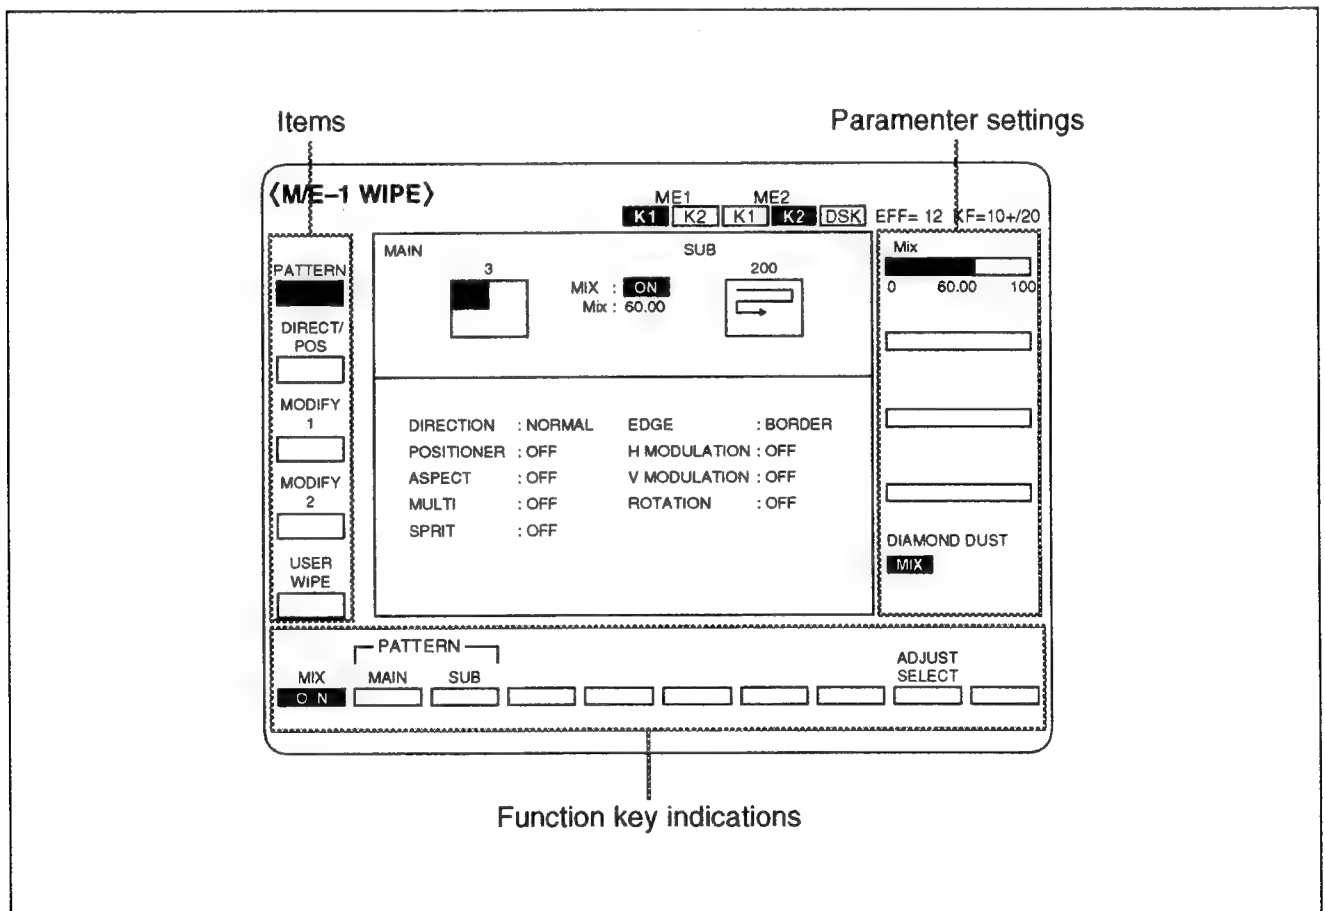 Items
Paramenter settings
〈M/E–1 WIPE〉
ME1 ME2
K1 K2 K1 K2 DSK EFF= 12 KF=10+/20
PATTERN
DIRECT/
POS
MODIFY
1
MODIFY
2
USER
WIPE
MAIN SUB
3 200
MIX : ON
Mix : 60.00
DIRECTION : NORMAL EDGE : BORDER
POSITIONER : OFF H MODULATION : OFF
ASPECT : OFF V MODULATION : OFF
MULTI : OFF ROTATION : OFF
SPRIT : OFF
Mix
0 60.00 100
DIAMOND DUST
MIX
PATTERN
MIX MAIN SUB ADJUST
SELECT
ON
Function key indications